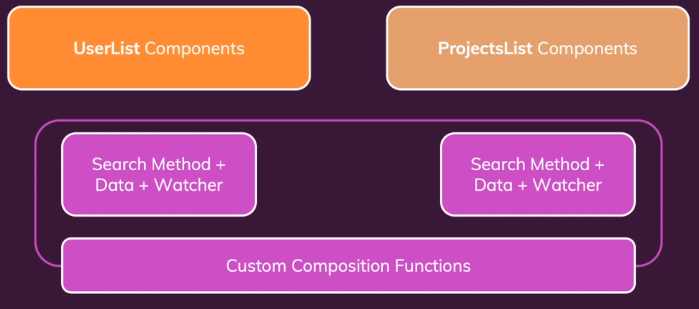 UserList Components
ProjectsList Components
Search Method +
Data + Watcher
Search Method +
Data + Watcher
Custom Composition Functions